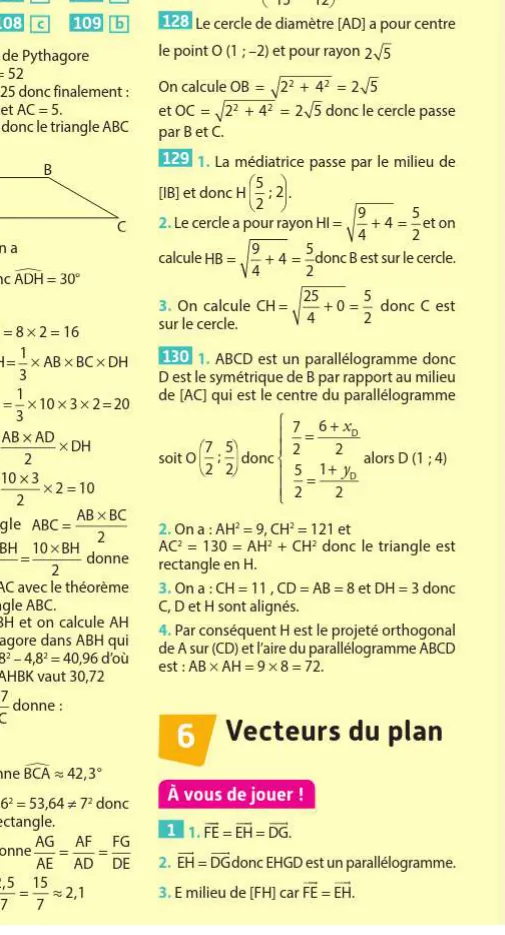 108 c 109 b
de Pythagore
= 52
25 donc finalement :
et AC = 5.
donc le triangle ABC
B
C
n a
nc ADH = 30°
= 8 × 2 = 16
H = 1/3 × AB × BC × DH
= 1/3 × 10 × 3 × 2 = 20
AB × AD / 2 × DH
10 × 3 / 2 × 2 = 10
gle ABC = AB × BC / 2
BH = 10 × BH / 2 donne
AC avec le théorème
ngle ABC.
BH et on calcule AH
agore dans ABH qui
8² – 4,8² = 40,96 d'où
AHBK vaut 30,72
7/C donne :
nne BCA ≈ 42,3°
6² = 53,64 ≠ 7² donc
ectangle.
onne AG/AE = AF/AD = FG/DE
2,5/7 = 15/7 ≈ 2,1
128 Le cercle de diamètre [AD] a pour centre
le point O (1 ; –2) et pour rayon 2√5
On calcule OB = √(2² + 4²) = 2√5
et OC = √(2² + 4²) = 2√5 donc le cercle passe
par B et C.
129 1. La médiatrice passe par le milieu de
[IB] et donc H (5/2 ; 2).
2. Le cercle a pour rayon HI = √(9/4 + 4) = 5/2 et on
calcule HB = √(9/4 + 4) = 5/2 donc B est sur le cercle.
3. On calcule CH = √(25/4 + 0) = 5/2 donc C est
sur le cercle.
130 1. ABCD est un parallélogramme donc
D est le symétrique de B par rapport au milieu
de [AC] qui est le centre du parallélogramme
soit O (7/2 ; 5/2) donc { 7/2 = (6 + x_D)/2 ; 5/2 = (1 + y_D)/2 alors D (1 ; 4)
2. On a : AH² = 9, CH² = 121 et
AC² = 130 = AH² + CH² donc le triangle est
rectangle en H.
3. On a : CH = 11 , CD = AB = 8 et DH = 3 donc
C, D et H sont alignés.
4. Par conséquent H est le projeté orthogonal
de A sur (CD) et l'aire du parallélogramme ABCD
est : AB × AH = 9 × 8 = 72.
6 Vecteurs du plan
À vous de jouer !
1 1. FE = EH = DG.
2. EH = DG donc EHGD est un parallélogramme.
3. E milieu de [FH] car FE = EH.